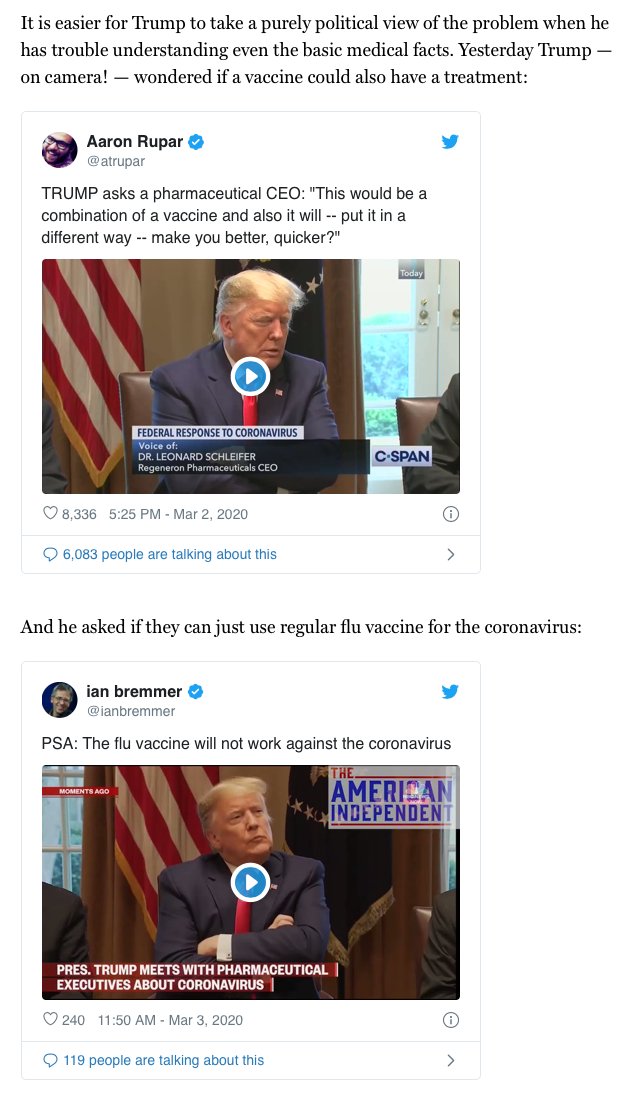 It is easier for Trump to take a purely political view of the problem when he
has trouble understanding even the basic medical facts. Yesterday Trump —
on camera! — wondered if a vaccine could also have a treatment:
Aaron Rupar
@atrupar
TRUMP asks a pharmaceutical CEO: "This would be a
combination of a vaccine and also it will -- put it in a
different way -- make you better, quicker?"
Today
FEDERAL RESPONSE TO CORONAVIRUS
Voice of:
DR. LEONARD SCHLEIFER
Regeneron Pharmaceuticals CEO
C-SPAN
8,336 5:25 PM - Mar 2, 2020
6,083 people are talking about this
And he asked if they can just use regular flu vaccine for the coronavirus:
ian bremmer
@ianbremmer
PSA: The flu vaccine will not work against the coronavirus
MOMENTS AGO
THE
AMERICAN
INDEPENDENT
PRES. TRUMP MEETS WITH PHARMACEUTICAL
EXECUTIVES ABOUT CORONAVIRUS
240 11:50 AM - Mar 3, 2020
119 people are talking about this